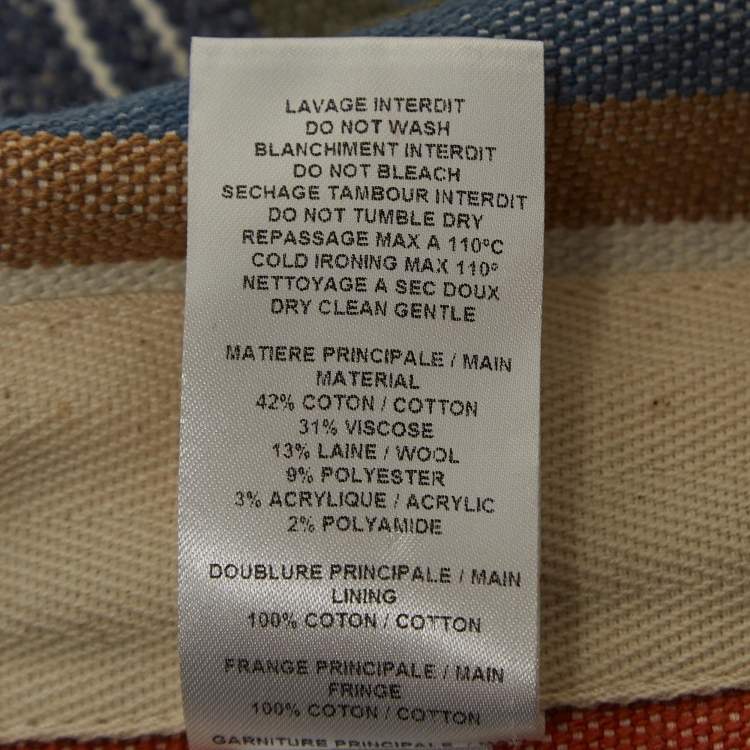 LAVAGE INTERDIT
DO NOT WASH
BLANCHIMENT INTERDIT
DO NOT BLEACH
SECHAGE TAMBOUR INTERDIT
DO NOT TUMBLE DRY
REPASSAGE MAX A 110°C
COLD IRONING MAX 110°
NETTOYAGE A SEC DOUX
DRY CLEAN GENTLE
MATIERE PRINCIPALE / MAIN
MATERIAL
42% COTON / COTTON
31% VISCOSE
13% LAINE / WOOL
9% POLYESTER
3% ACRYLIQUE / ACRYLIC
2% POLYAMIDE
DOUBLURE PRINCIPALE / MAIN
LINING
100% COTON / COTTON
FRANGE PRINCIPALE / MAIN
FRINGE
100% COTON / COTTON
GARNITURE PRINCIPALE /